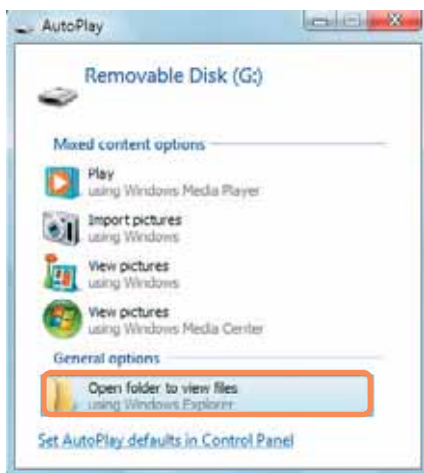 AutoPlay
Removable Disk (G:)
Mixed content options
Play
using Windows Media Player
Import pictures
using Windows
View pictures
using Windows
View pictures
using Windows Media Center
General options
Open folder to view files
using Windows Explorer
Set AutoPlay defaults in Control Panel